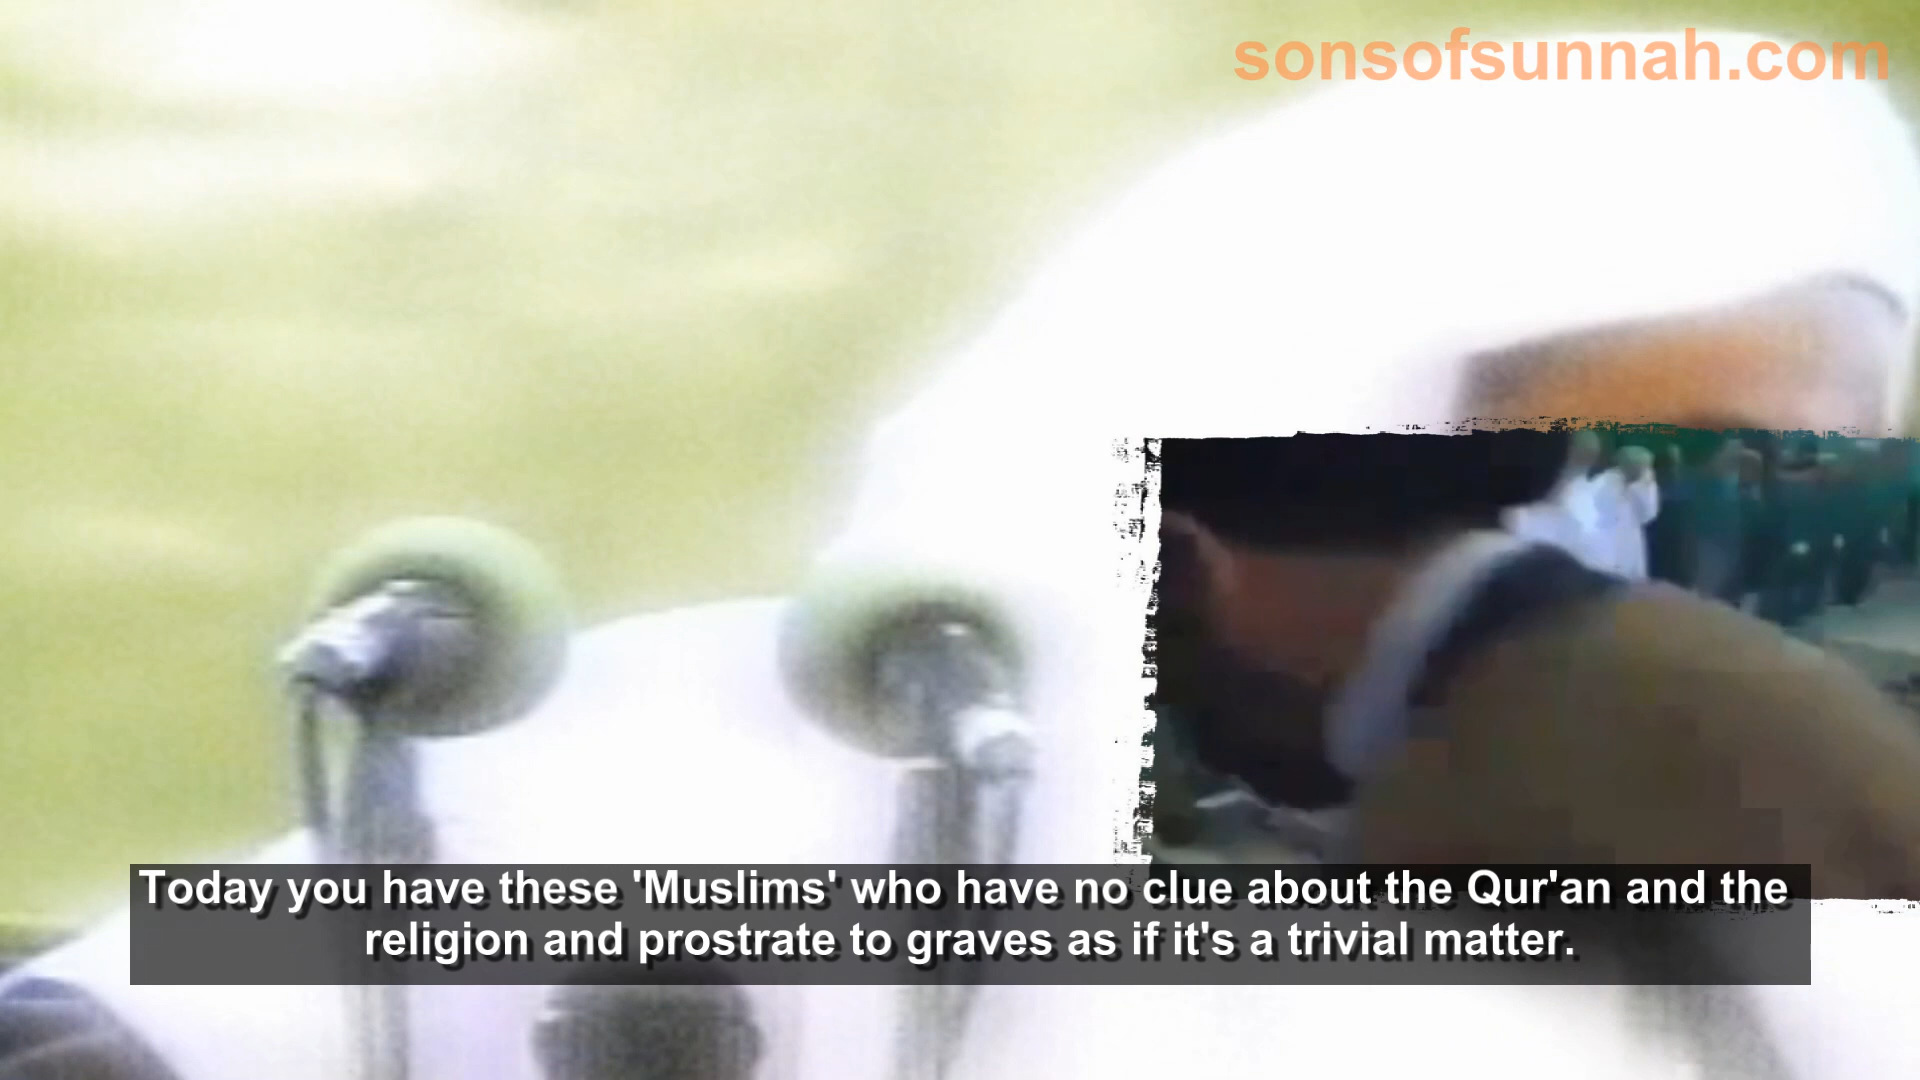 sonsofsunnah.com
Today you have these 'Muslims' who have no clue about the Qur'an and the
religion and prostrate to graves as if it's a trivial matter.